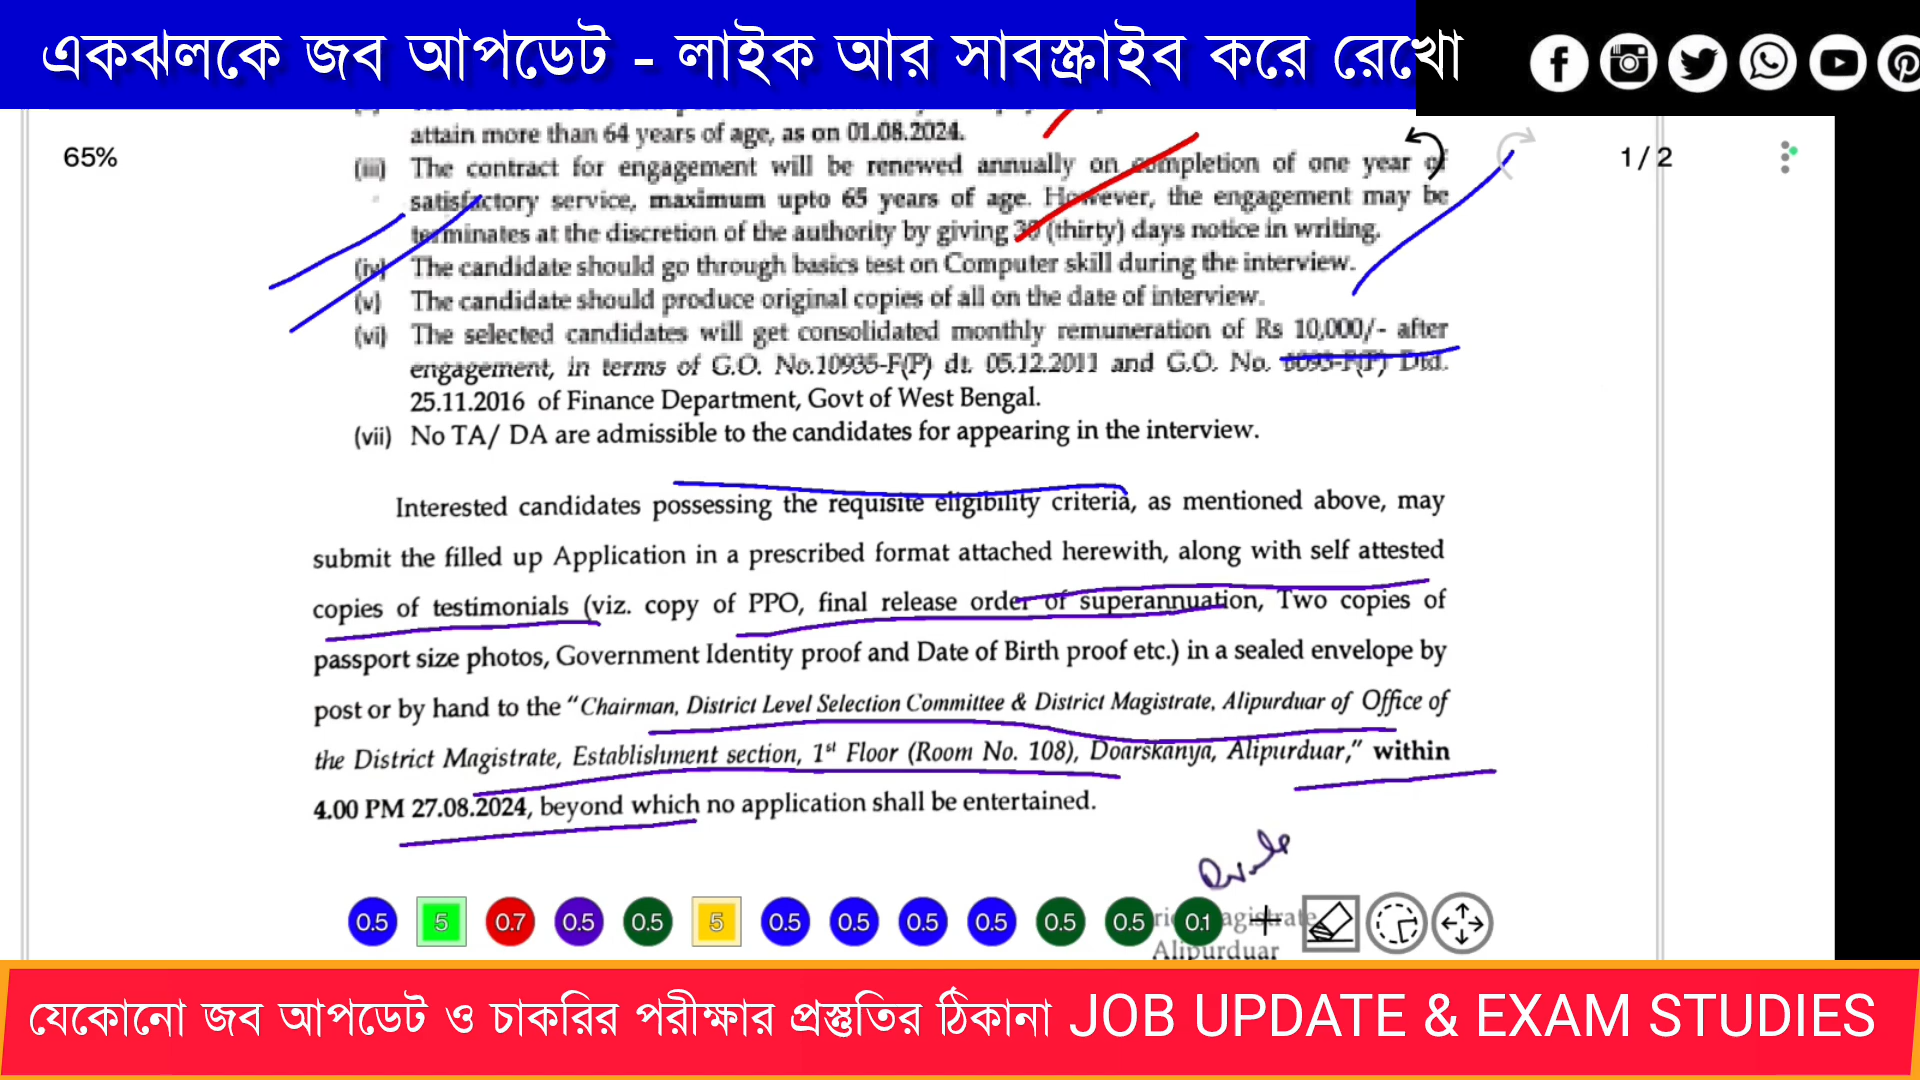 একঝলকে জব আপডেট - লাইক আর সাবস্ক্রাইব করে রেখো
65%
1 / 2
attain more than 64 years of age, as on 01.08.2024.
(iii) The contract for engagement will be renewed annually on completion of one year of
satisfactory service, maximum upto 65 years of age. However, the engagement may be
terminates at the discretion of the authority by giving 30 (thirty) days notice in writing.
(iv) The candidate should go through basics test on Computer skill during the interview.
(v) The candidate should produce original copies of all on the date of interview.
(vi) The selected candidates will get consolidated monthly remuneration of Rs 10,000/- after
engagement, in terms of G.O. No.10935-F(P) dt. 05.12.2011 and G.O. No. 6093-F(P) Dtd.
25.11.2016 of Finance Department, Govt of West Bengal.
(vii) No TA/ DA are admissible to the candidates for appearing in the interview.
Interested candidates possessing the requisite eligibility criteria, as mentioned above, may
submit the filled up Application in a prescribed format attached herewith, along with self attested
copies of testimonials (viz. copy of PPO, final release order of superannuation, Two copies of
passport size photos, Government Identity proof and Date of Birth proof etc.) in a sealed envelope by
post or by hand to the “Chairman, District Level Selection Committee & District Magistrate, Alipurduar of Office of
the District Magistrate, Establishment section, 1st Floor (Room No. 108), Doarskanya, Alipurduar,” within
4.00 PM 27.08.2024, beyond which no application shall be entertained.
0.5 5 0.7 0.5 0.5 5 0.5 0.5 0.5 0.5 0.5 0.5 0.1
Alipurduar
যেকোনো জব আপডেট ও চাকরির পরীক্ষার প্রস্তুতির ঠিকানা JOB UPDATE & EXAM STUDIES